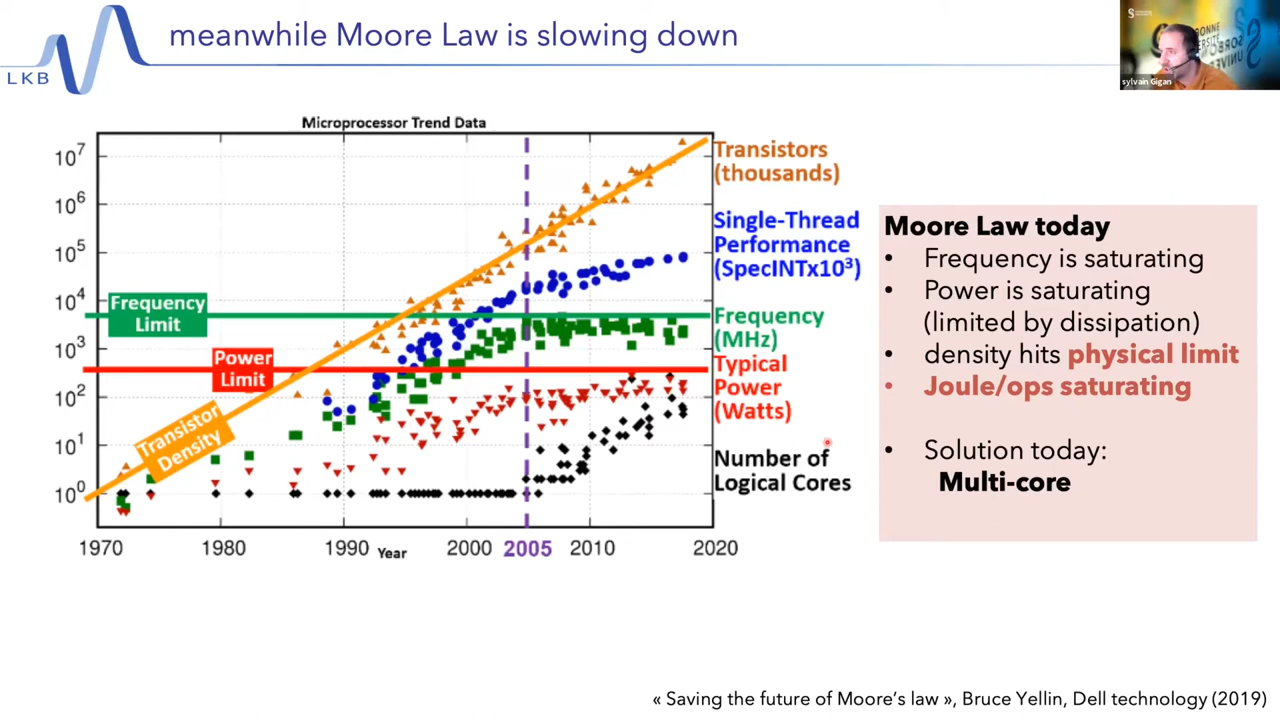 meanwhile Moore Law is slowing down
LKB
sylvain Gigan
Microprocessor Trend Data
10⁷
10⁶
10⁵
10⁴
10³
10²
10¹
10⁰
Frequency
Limit
Power
Limit
Transistor
Density
Transistors
(thousands)
Single-Thread
Performance
(SpecINTx10³)
Frequency
(MHz)
Typical
Power
(Watts)
Number of
Logical Cores
1970 1980 1990 Year 2000 2005 2010 2020
Moore Law today
• Frequency is saturating
• Power is saturating
(limited by dissipation)
• density hits physical limit
• Joule/ops saturating
• Solution today:
Multi-core
« Saving the future of Moore's law », Bruce Yellin, Dell technology (2019)